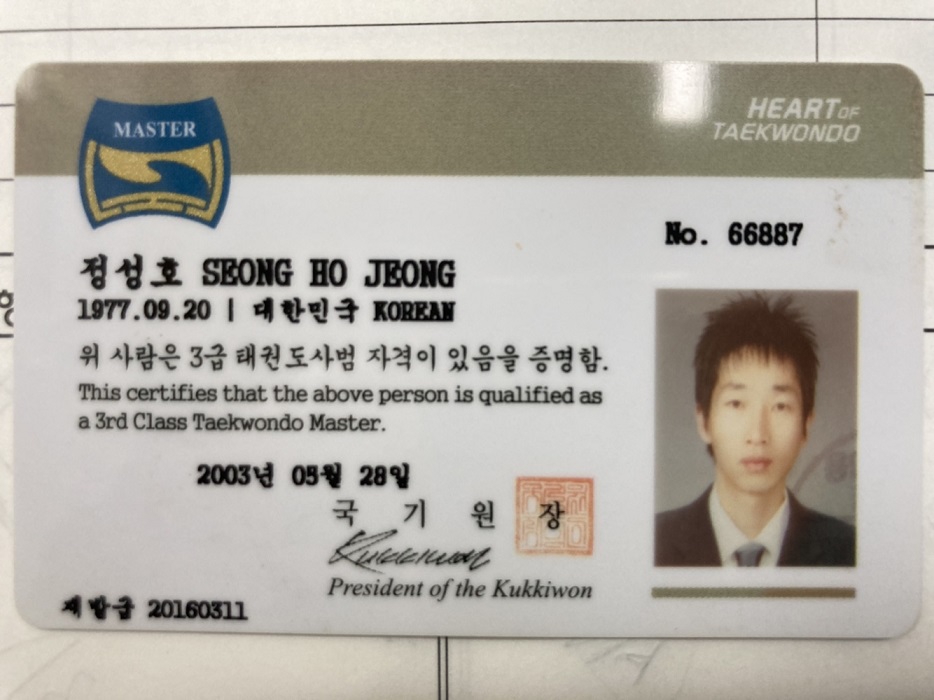 MASTER
HEART OF
TAEKWONDO
No. 66887
정성호 SEONG HO JEONG
1977.09.20 | 대한민국 KOREAN
위 사람은 3급 태권도사범 자격이 있음을 증명함.
This certifies that the above person is qualified as
a 3rd Class Taekwondo Master.
2003년 05월 28일
국 기 원 장
Kukkiwon
President of the Kukkiwon
재발급 20160311